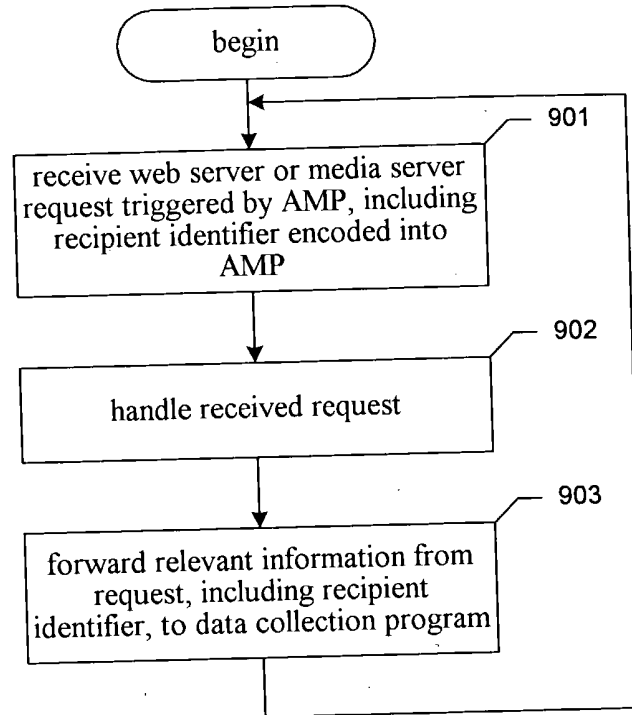 begin
901
receive web server or media server
request triggered by AMP, including
recipient identifier encoded into
AMP
902
handle received request
903
forward relevant information from
request, including recipient
identifier, to data collection program